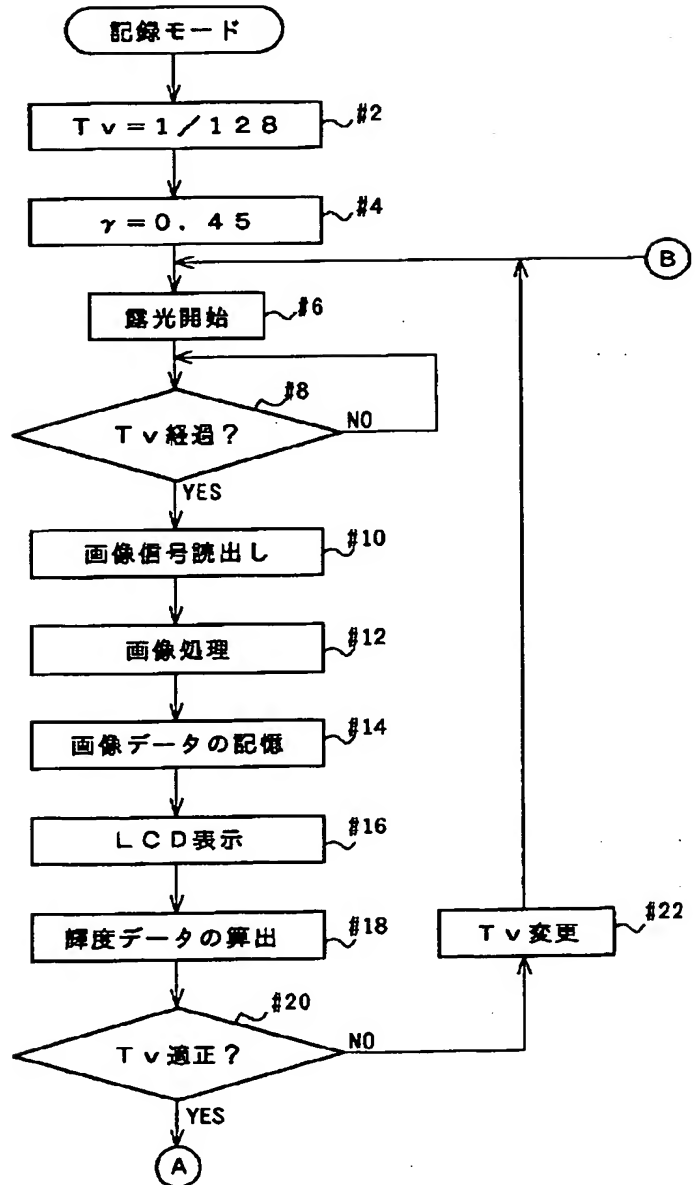 記録モード
Tv=1/128
#2
γ=0.45
#4
B
露光開始
#6
#8
Tv経過?
NO
YES
画像信号読出し
#10
画像処理
#12
画像データの記憶
#14
LCD表示
#16
輝度データの算出
#18
Tv変更
#22
#20
Tv適正?
NO
YES
A